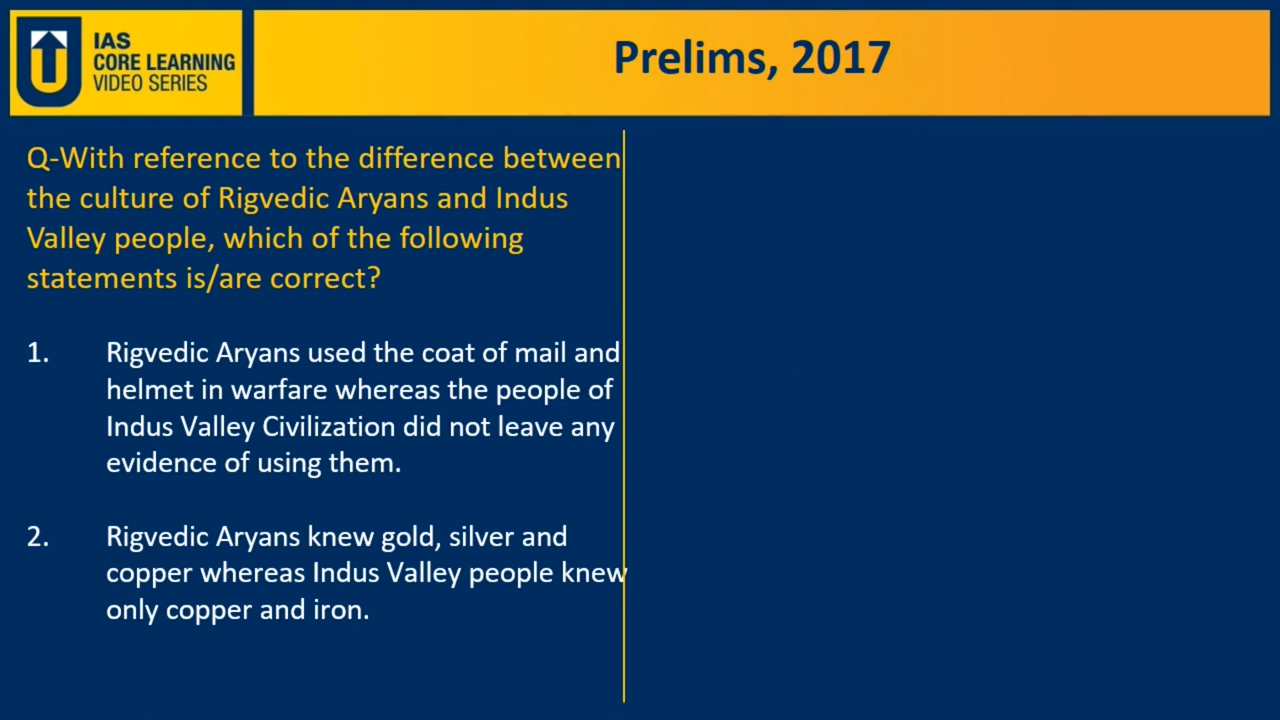 IAS
CORE LEARNING
VIDEO SERIES
Prelims, 2017
Q-With reference to the difference between
the culture of Rigvedic Aryans and Indus
Valley people, which of the following
statements is/are correct?
1. Rigvedic Aryans used the coat of mail and
helmet in warfare whereas the people of
Indus Valley Civilization did not leave any
evidence of using them.
2. Rigvedic Aryans knew gold, silver and
copper whereas Indus Valley people knew
only copper and iron.